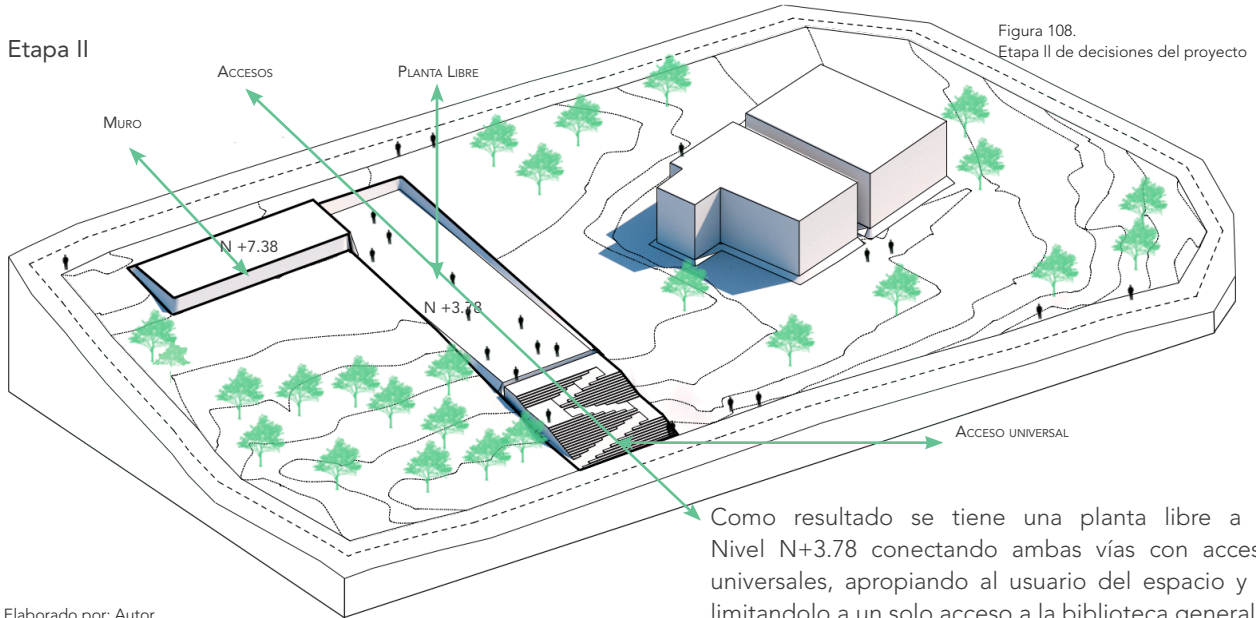 Figura 108.
Etapa II de decisiones del proyecto
Etapa II
Accesos
Planta Libre
Muro
N +7.38
N +3.78
Acceso universal
Como resultado se tiene una planta libre a
Nivel N+3.78 conectando ambas vías con
universales, apropiando al usuario del espacio y
limitandolo a un solo acceso a la biblioteca general
Elaborado por: Autor